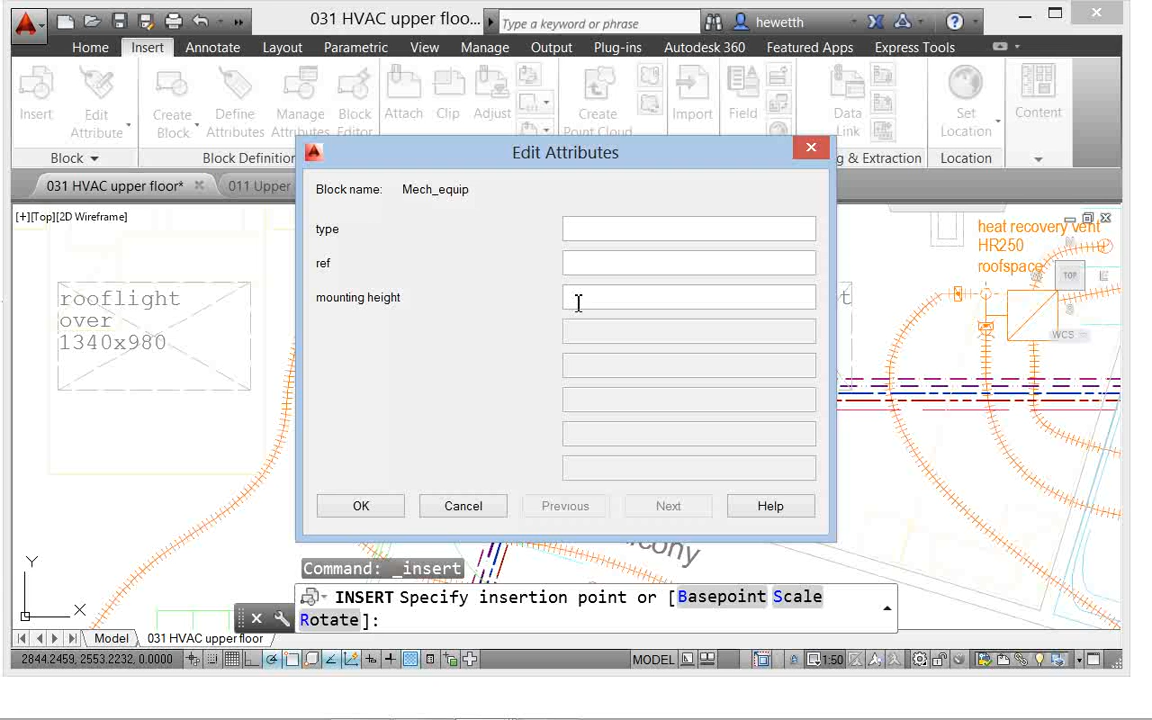 031 HVAC upper floo...
Type a keyword or phrase
hewetth
Home Insert Annotate Layout Parametric View Manage Output Plug-ins Autodesk 360 Featured Apps Express Tools
Insert
Edit
Attribute
Create
Block
Define
Attributes
Manage
Attributes
Block
Editor
Attach
Clip
Adjust
Create
Point Cloud
Import
Field
Data
Link
Set
Location
Content
Block
Block Definition
& Extraction
Location
031 HVAC upper floor*
011 Upper
[+][Top][2D Wireframe]
Edit Attributes
Block name: Mech_equip
type
ref
mounting height
OK Cancel Previous Next Help
rooflight
over
1340x980
heat recovery vent
HR250
roofspace
TOP
E
S
WCS
Y
X
Command: _insert
INSERT Specify insertion point or [Basepoint Scale
Rotate]:
Model 031 HVAC upper floor
2844.2459, 2553.2232, 0.0000
MODEL
1:50